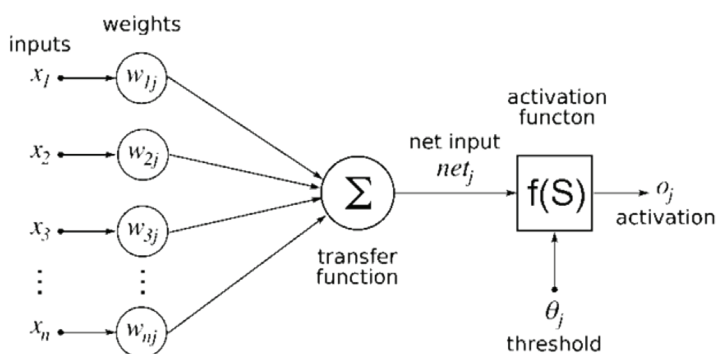 weights
inputs
x1
w1j
activation
functon
x2
w2j
net input
netj
Σ
f(S)
oj
activation
x3
w3j
transfer
function
⋮
⋮
θj
threshold
xn
wnj